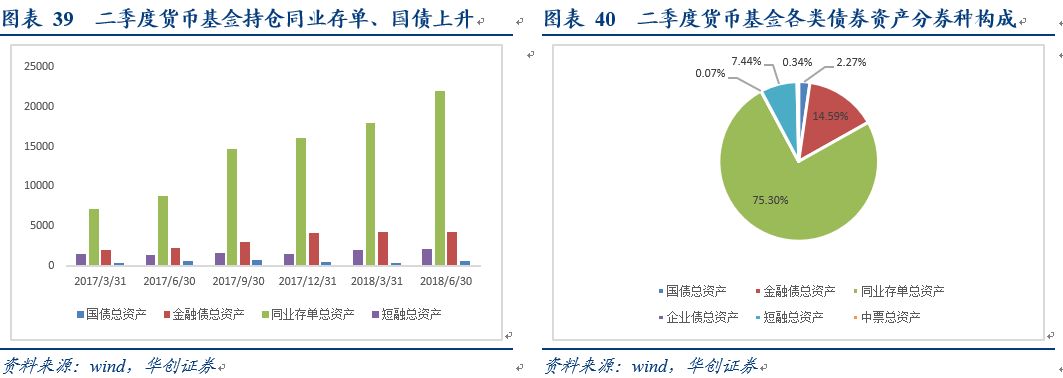 图表 39 二季度货币基金持仓同业存单、国债上升
25000
20000
15000
10000
5000
0
2017/3/31 2017/6/30 2017/9/30 2017/12/31 2018/3/31 2018/6/30
国债总资产 金融债总资产 同业存单总资产 短融总资产
资料来源：wind，华创证券
图表 40 二季度货币基金各类债券资产分券种构成
7.44% 0.34% 2.27%
0.07%
14.59%
75.30%
国债总资产 金融债总资产 同业存单总资产
企业债总资产 短融总资产 中票总资产
资料来源：wind，华创证券